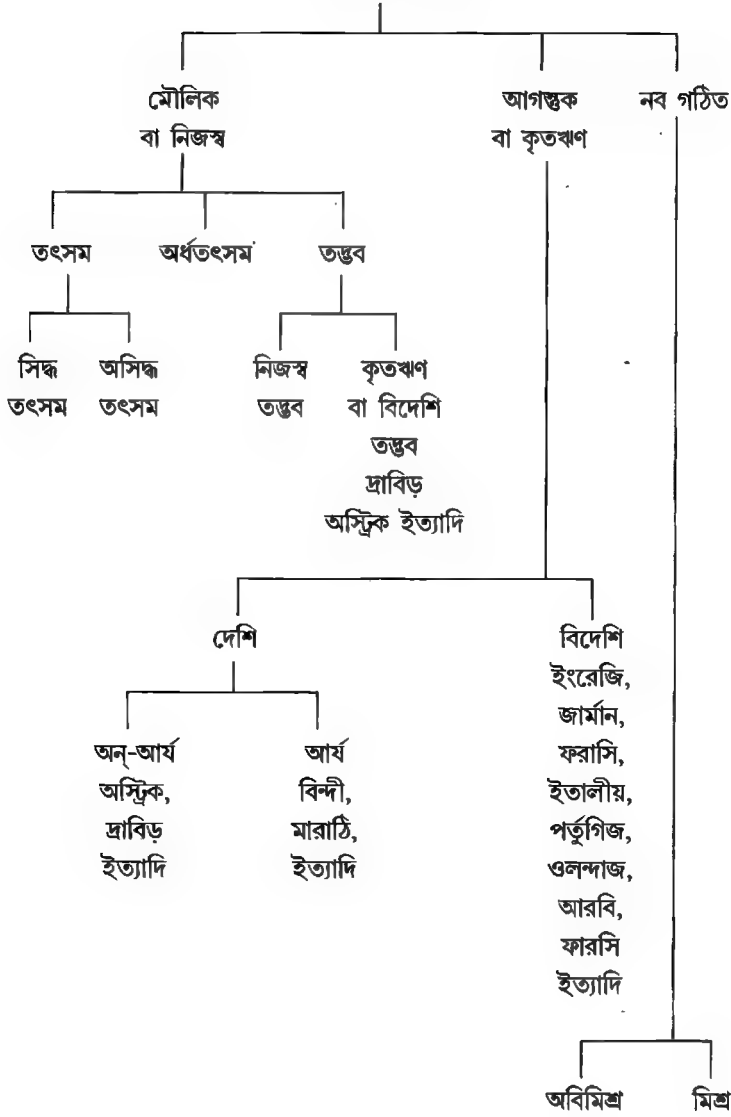 মৌলিক
বা নিজস্ব
আগন্তুক
বা কৃতঋণ
নব গঠিত
তৎসম
অর্ধতৎসম
তদ্ভব
সিদ্ধ
তৎসম
অসিদ্ধ
তৎসম
নিজস্ব
তদ্ভব
কৃতঋণ
বা বিদেশি
তদ্ভব
দ্রাবিড়
অস্ট্রিক ইত্যাদি
দেশি
অন্-আর্য
অস্ট্রিক,
দ্রাবিড়
ইত্যাদি
আর্য
বিন্দী,
মারাঠি,
ইত্যাদি
বিদেশি
ইংরেজি,
জার্মান,
ফরাসি,
ইতালীয়,
পর্তুগিজ,
ওলন্দাজ,
আরবি,
ফারসি
ইত্যাদি
অবিমিশ্র
মিশ্র